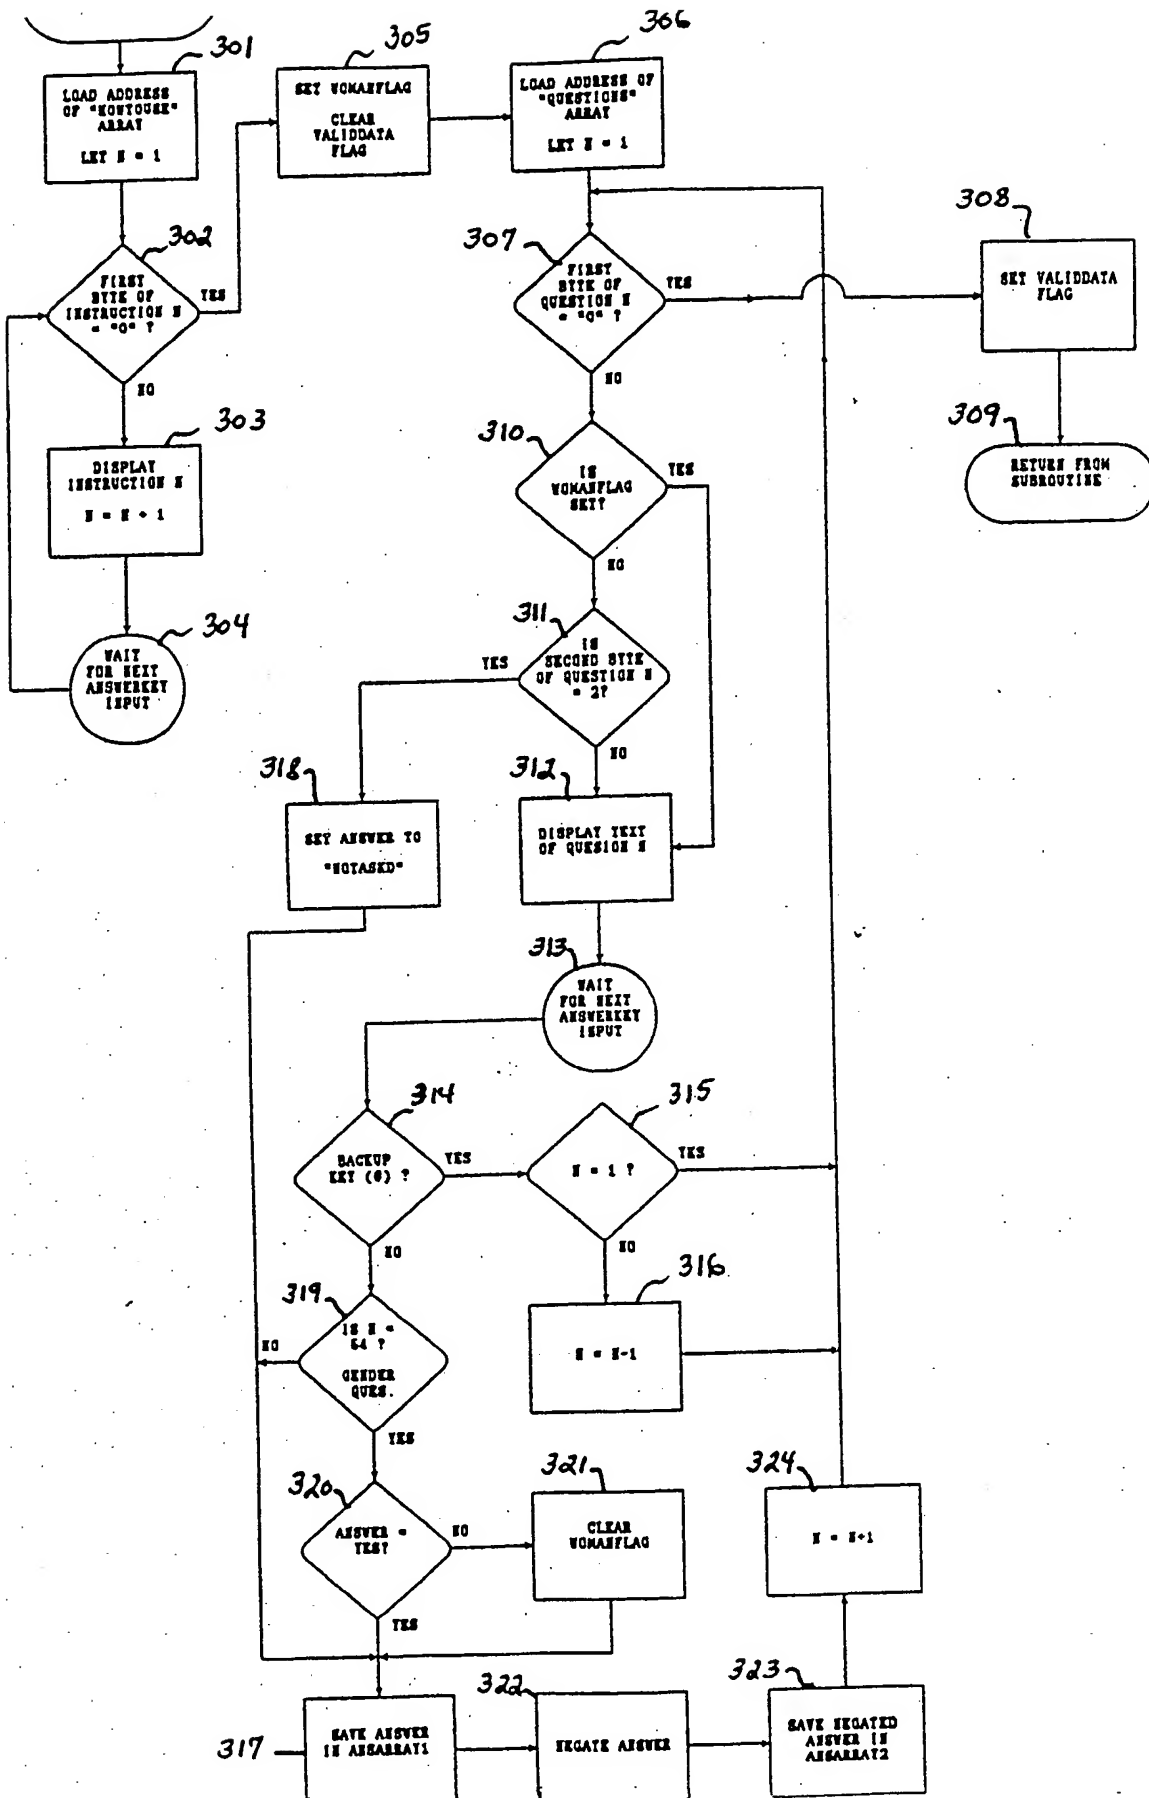 301
LOAD ADDRESS
OF "HOWTOUSE"
ARRAY
LET N = 1
305
SET WOMANFLAG
CLEAR
VALIDDATA
FLAG
306
LOAD ADDRESS OF
"QUESTIONS"
ARRAY
LET N = 1
302
FIRST
BYTE OF
INSTRUCTION N
= "0" ?
YES
NO
303
DISPLAY
INSTRUCTION N
N = N + 1
304
WAIT
FOR NEXT
ANSWERKEY
INPUT
307
FIRST
BYTE OF
QUESTION N
= "0" ?
YES
NO
308
SET VALIDDATA
FLAG
309
RETURN FROM
SUBROUTINE
310
IS
WOMANFLAG
SET?
YES
NO
311
IS
SECOND BYTE
OF QUESTION N
= 2?
YES
NO
318
SET ANSWER TO
"NOTASKD"
312
DISPLAY TEXT
OF QUESION N
313
WAIT
FOR NEXT
ANSWERKEY
INPUT
314
BACKUP
KEY (0) ?
YES
NO
315
N = 1 ?
YES
NO
316
N = N-1
319
IS N =
64 ?
GENDER
QUES.
NO
YES
320
ANSWER =
YES?
NO
YES
321
CLEAR
WOMANFLAG
324
N = N+1
317
SAVE ANSWER
IN ANSARRAY1
322
NEGATE ANSWER
323
SAVE NEGATED
ANSWER IN
ANSARRAY2